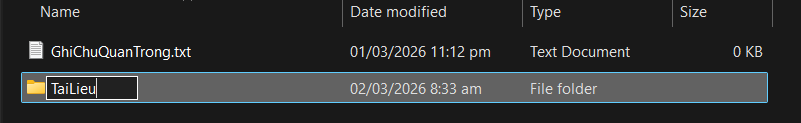 Name Date modified Type Size
GhiChuQuanTrong.txt 01/03/2026 11:12 pm Text Document 0 KB
TaiLieu 02/03/2026 8:33 am File folder